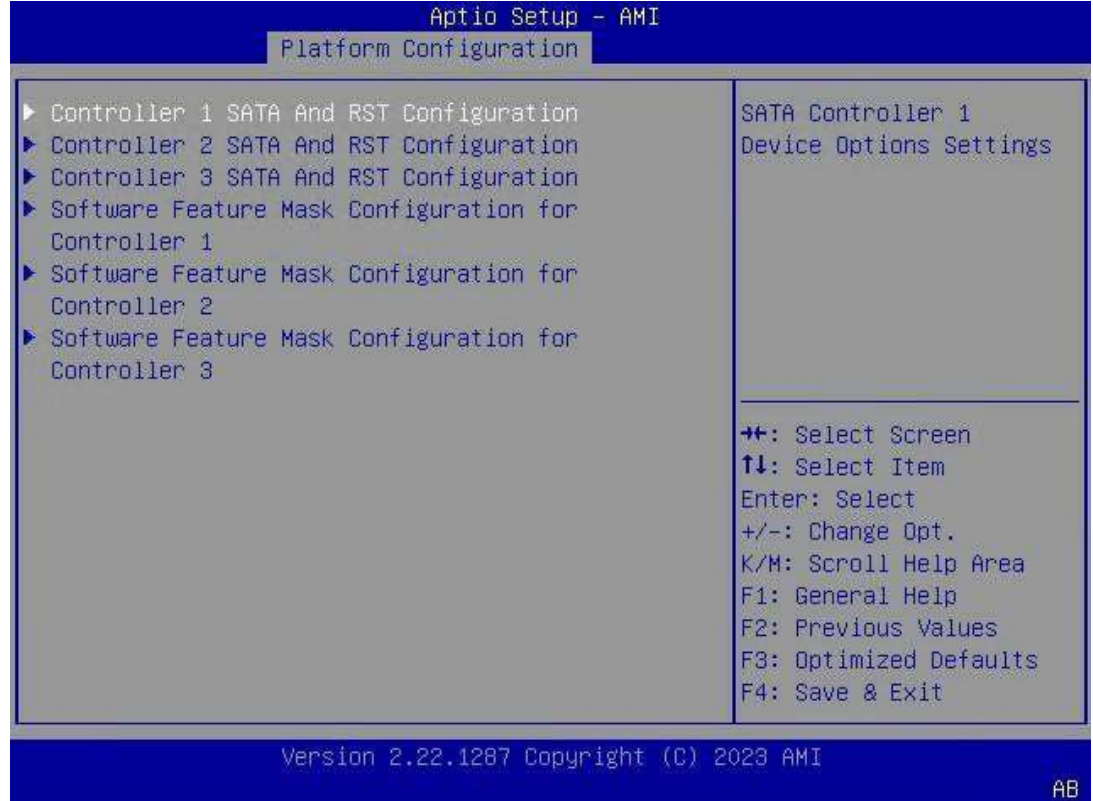 Aptio Setup - AMI
Platform Configuration
Controller 1 SATA And RST Configuration
Controller 2 SATA And RST Configuration
Controller 3 SATA And RST Configuration
Software Feature Mask Configuration for
Controller 1
Software Feature Mask Configuration for
Controller 2
Software Feature Mask Configuration for
Controller 3
SATA Controller 1
Device Options Settings
→←: Select Screen
↑↓: Select Item
Enter: Select
+/-: Change Opt.
K/M: Scroll Help Area
F1: General Help
F2: Previous Values
F3: Optimized Defaults
F4: Save & Exit
Version 2.22.1287 Copyright (C) 2023 AMI
AB